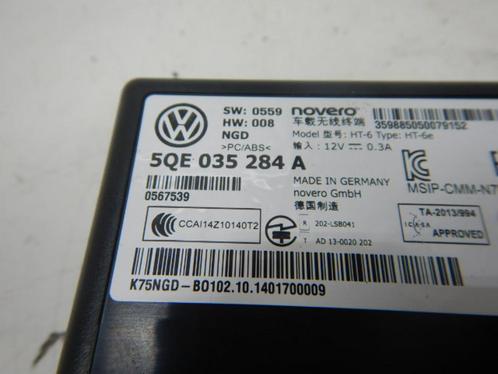 SW: 0559
HW: 008
NGD
>PC/ABS<
novero
车载无线终端
359885050079152
Model 型号: HT-6 Type: HT-6e
输入: 12V 0.3A
5QE 035 284 A
MADE IN GERMANY
novero GmbH
德国制造
0567539
MSIP-CMM-N7
CCAI14Z10140T2
R 202-LSB041
T AD 13-0020 202
TA-2013/994
ICASA
APPROVED
K75NGD-B0102.10.1401700009